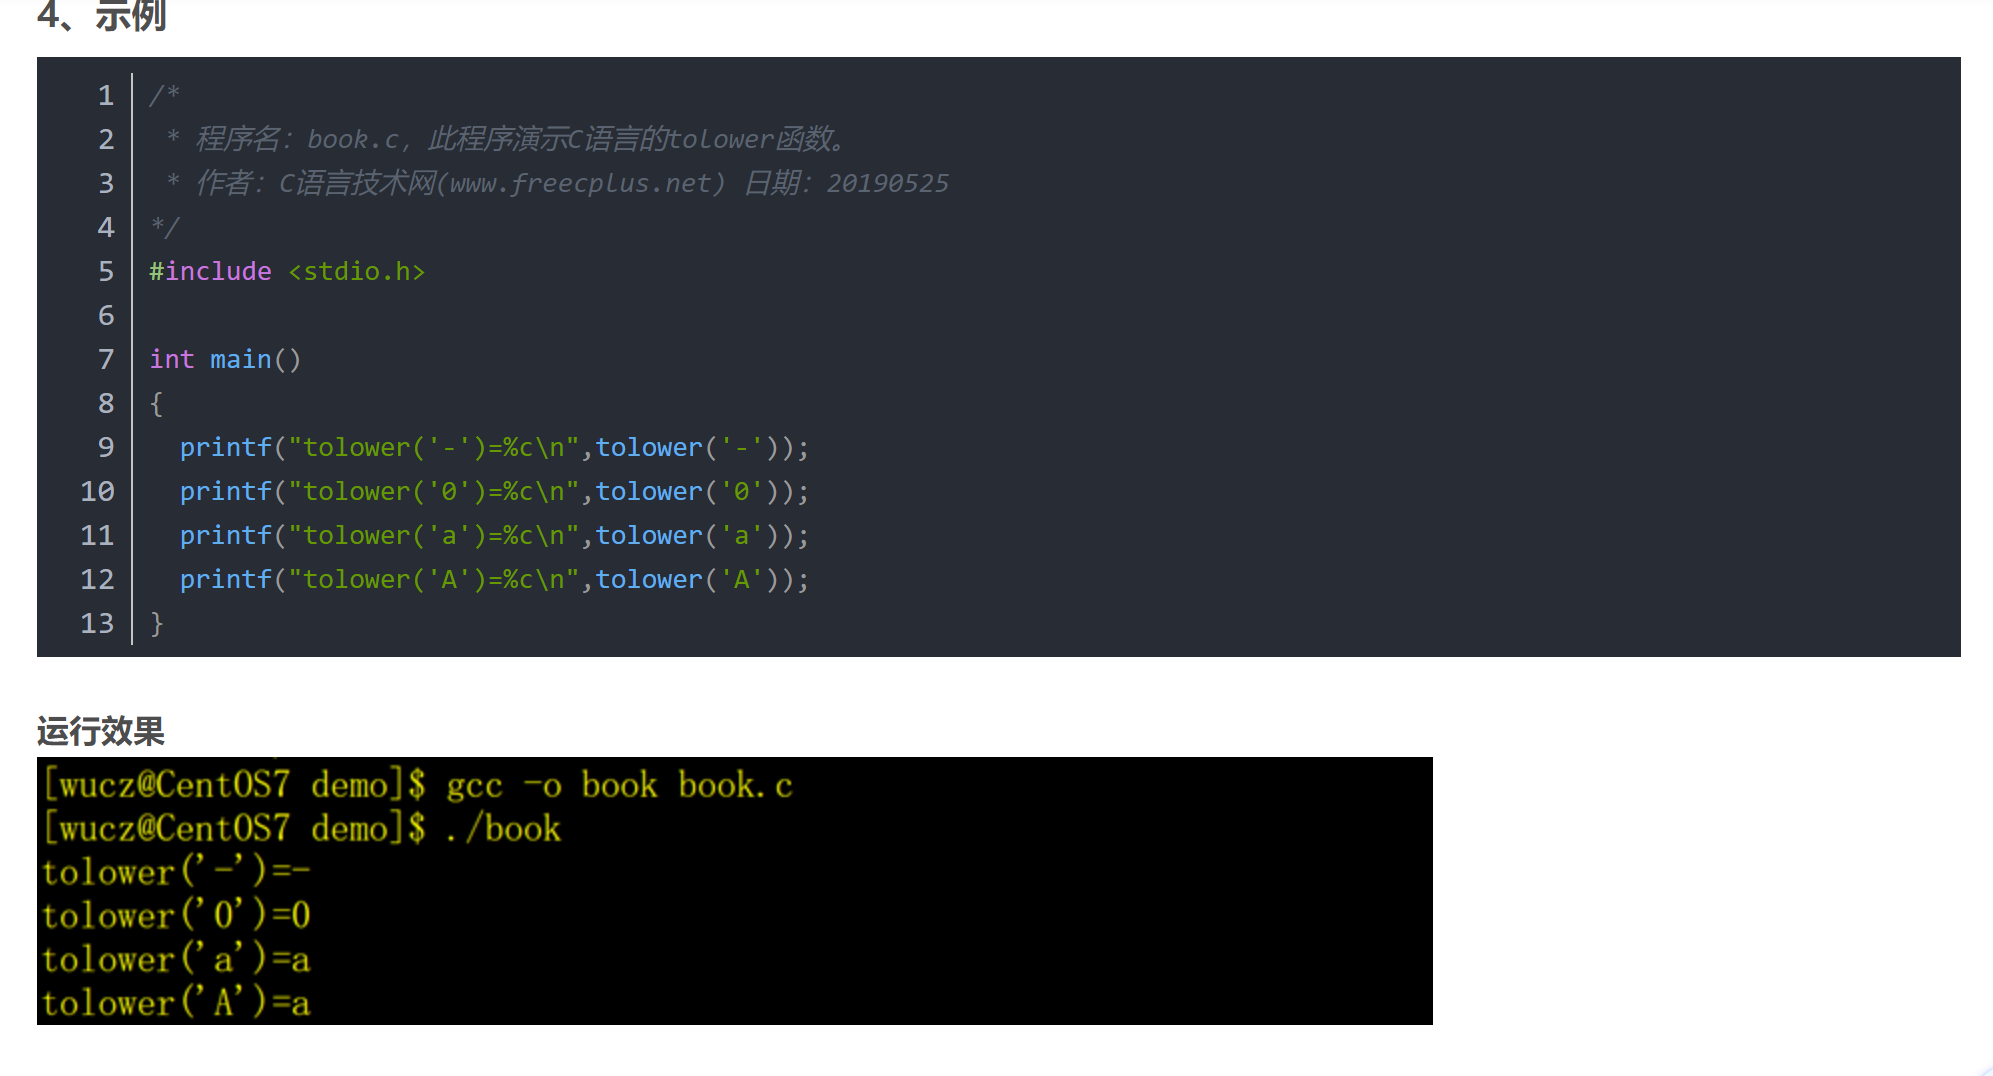 4、示例
1 /*
2  * 程序名：book.c，此程序演示C语言的tolower函数。
3  * 作者：C语言技术网(www.freecplus.net) 日期：20190525
4 */
5 #include <stdio.h>
6
7 int main()
8 {
9   printf("tolower('-')=%c\n",tolower('-'));
10   printf("tolower('0')=%c\n",tolower('0'));
11   printf("tolower('a')=%c\n",tolower('a'));
12   printf("tolower('A')=%c\n",tolower('A'));
13 }
运行效果
[wucz@CentOS7 demo]$ gcc -o book book.c
[wucz@CentOS7 demo]$ ./book
tolower('-')=-
tolower('0')=0
tolower('a')=a
tolower('A')=a